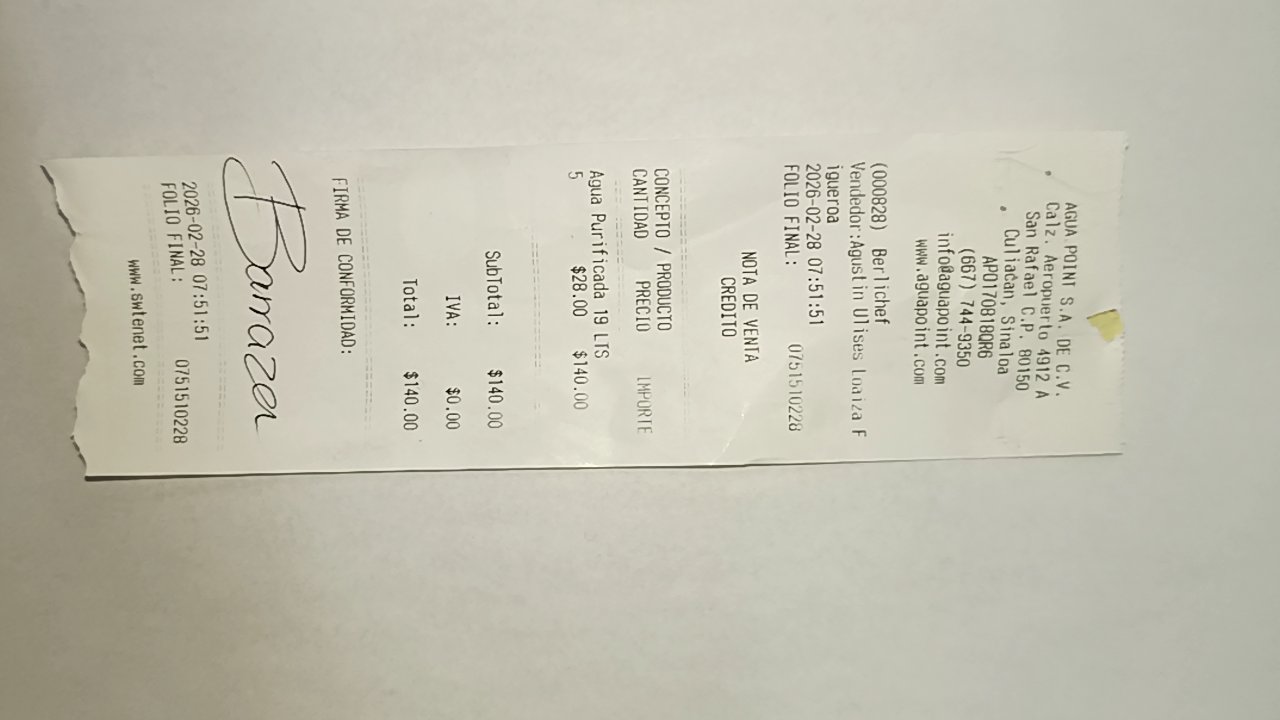 AGUA POINT S.A. DE C.V.
Calz. Aeropuerto 4912 A
San Rafael C.P. 80150
Culiacan, Sinaloa
APO170818QR6
(667) 744-9350
info@aguapoint.com
www.aguapoint.com
(000828) Berlichef
Vendedor:Agustin Ulises Loaiza F
igueroa
2026-02-28 07:51:51
FOLIO FINAL: 0751510228
NOTA DE VENTA
CREDITO
CONCEPTO / PRODUCTO
CANTIDAD PRECIO IMPORTE
Agua Purificada 19 LTS
5 $28.00 $140.00
SubTotal: $140.00
IVA: $0.00
Total: $140.00
FIRMA DE CONFORMIDAD:
Barraza
2026-02-28 07:51:51
FOLIO FINAL: 0751510228
www.swtenet.com